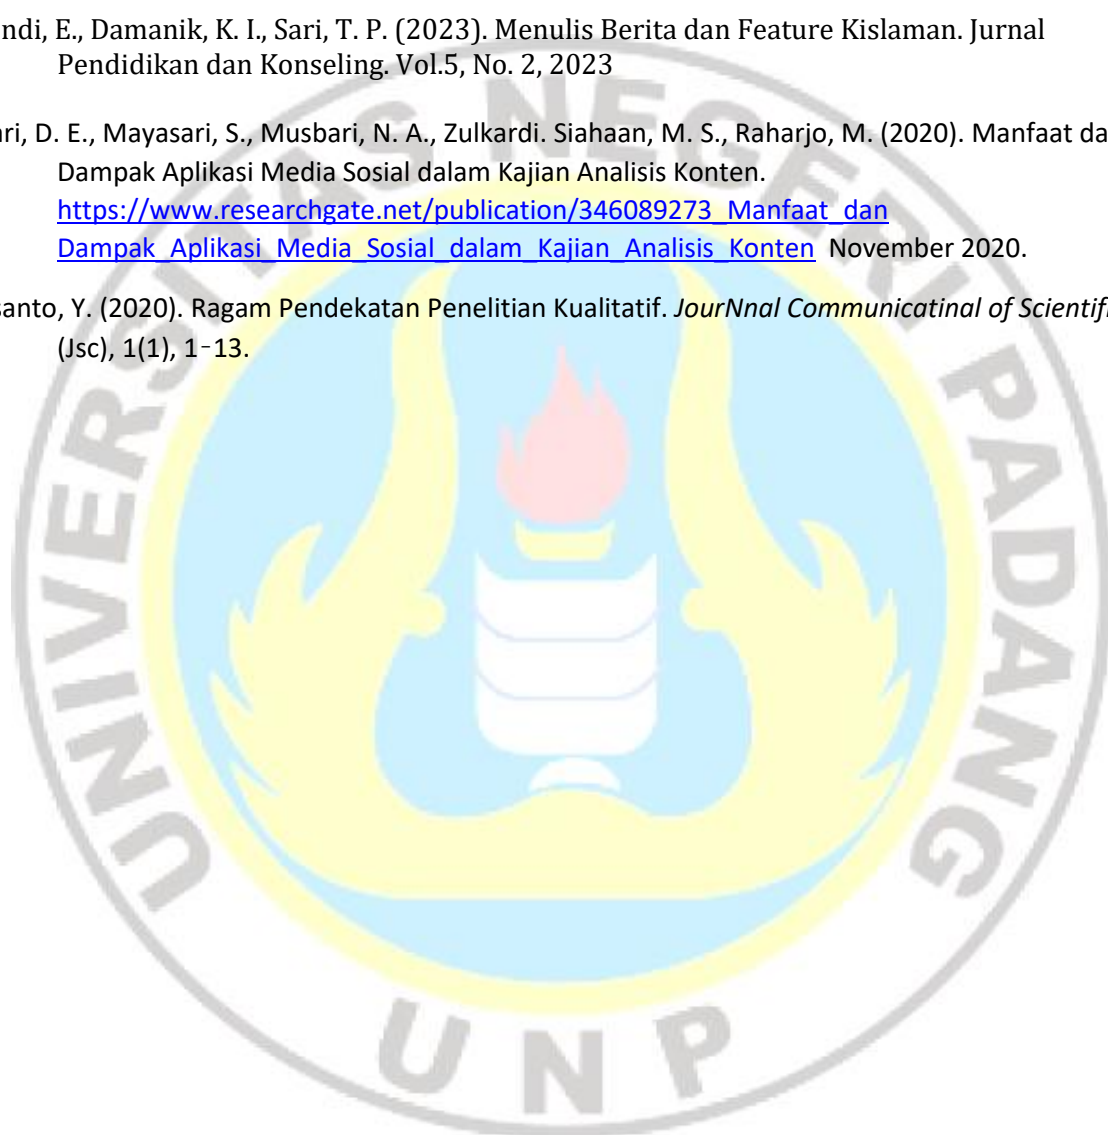 ndi, E., Damanik, K. I., Sari, T. P. (2023). Menulis Berita dan Feature Kislaman. Jurnal
Pendidikan dan Konseling. Vol.5, No. 2, 2023
ari, D. E., Mayasari, S., Musbari, N. A., Zulkardi. Siahaan, M. S., Raharjo, M. (2020). Manfaat da
Dampak Aplikasi Media Sosial dalam Kajian Analisis Konten.
https://www.researchgate.net/publication/346089273_Manfaat_dan
Dampak_Aplikasi_Media_Sosial_dalam_Kajian_Analisis_Konten November 2020.
santo, Y. (2020). Ragam Pendekatan Penelitian Kualitatif. JourNnal Communicatinal of Scientifi
(Jsc), 1(1), 1-13.
UNIVERSITAS NEGERI PADANG
UNP